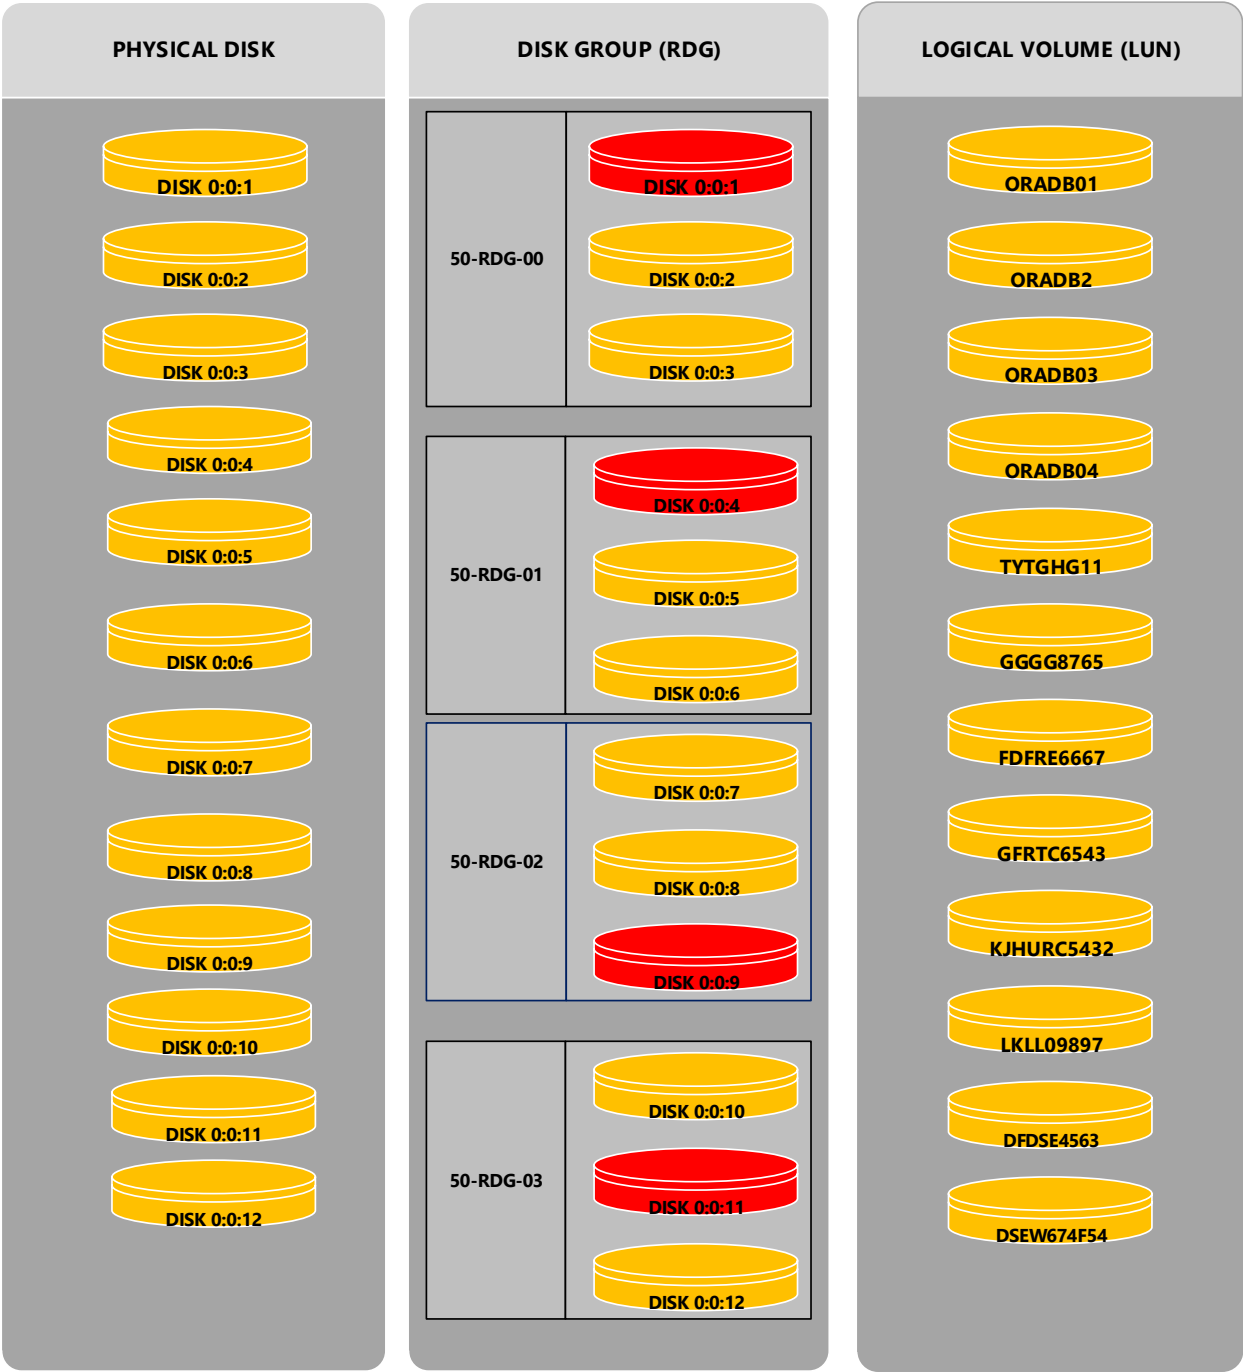 PHYSICAL DISK
DISK 0:0:1
DISK 0:0:2
DISK 0:0:3
DISK 0:0:4
DISK 0:0:5
DISK 0:0:6
DISK 0:0:7
DISK 0:0:8
DISK 0:0:9
DISK 0:0:10
DISK 0:0:11
DISK 0:0:12
DISK GROUP (RDG)
50-RDG-00
DISK 0:0:1
DISK 0:0:2
DISK 0:0:3
50-RDG-01
DISK 0:0:4
DISK 0:0:5
DISK 0:0:6
50-RDG-02
DISK 0:0:7
DISK 0:0:8
DISK 0:0:9
50-RDG-03
DISK 0:0:10
DISK 0:0:11
DISK 0:0:12
LOGICAL VOLUME (LUN)
ORADB01
ORADB2
ORADB03
ORADB04
TYTGHG11
GGGG8765
FDFRE6667
GFRTC6543
KJHURC5432
LKLL09897
DFDSE4563
DSEW674F54